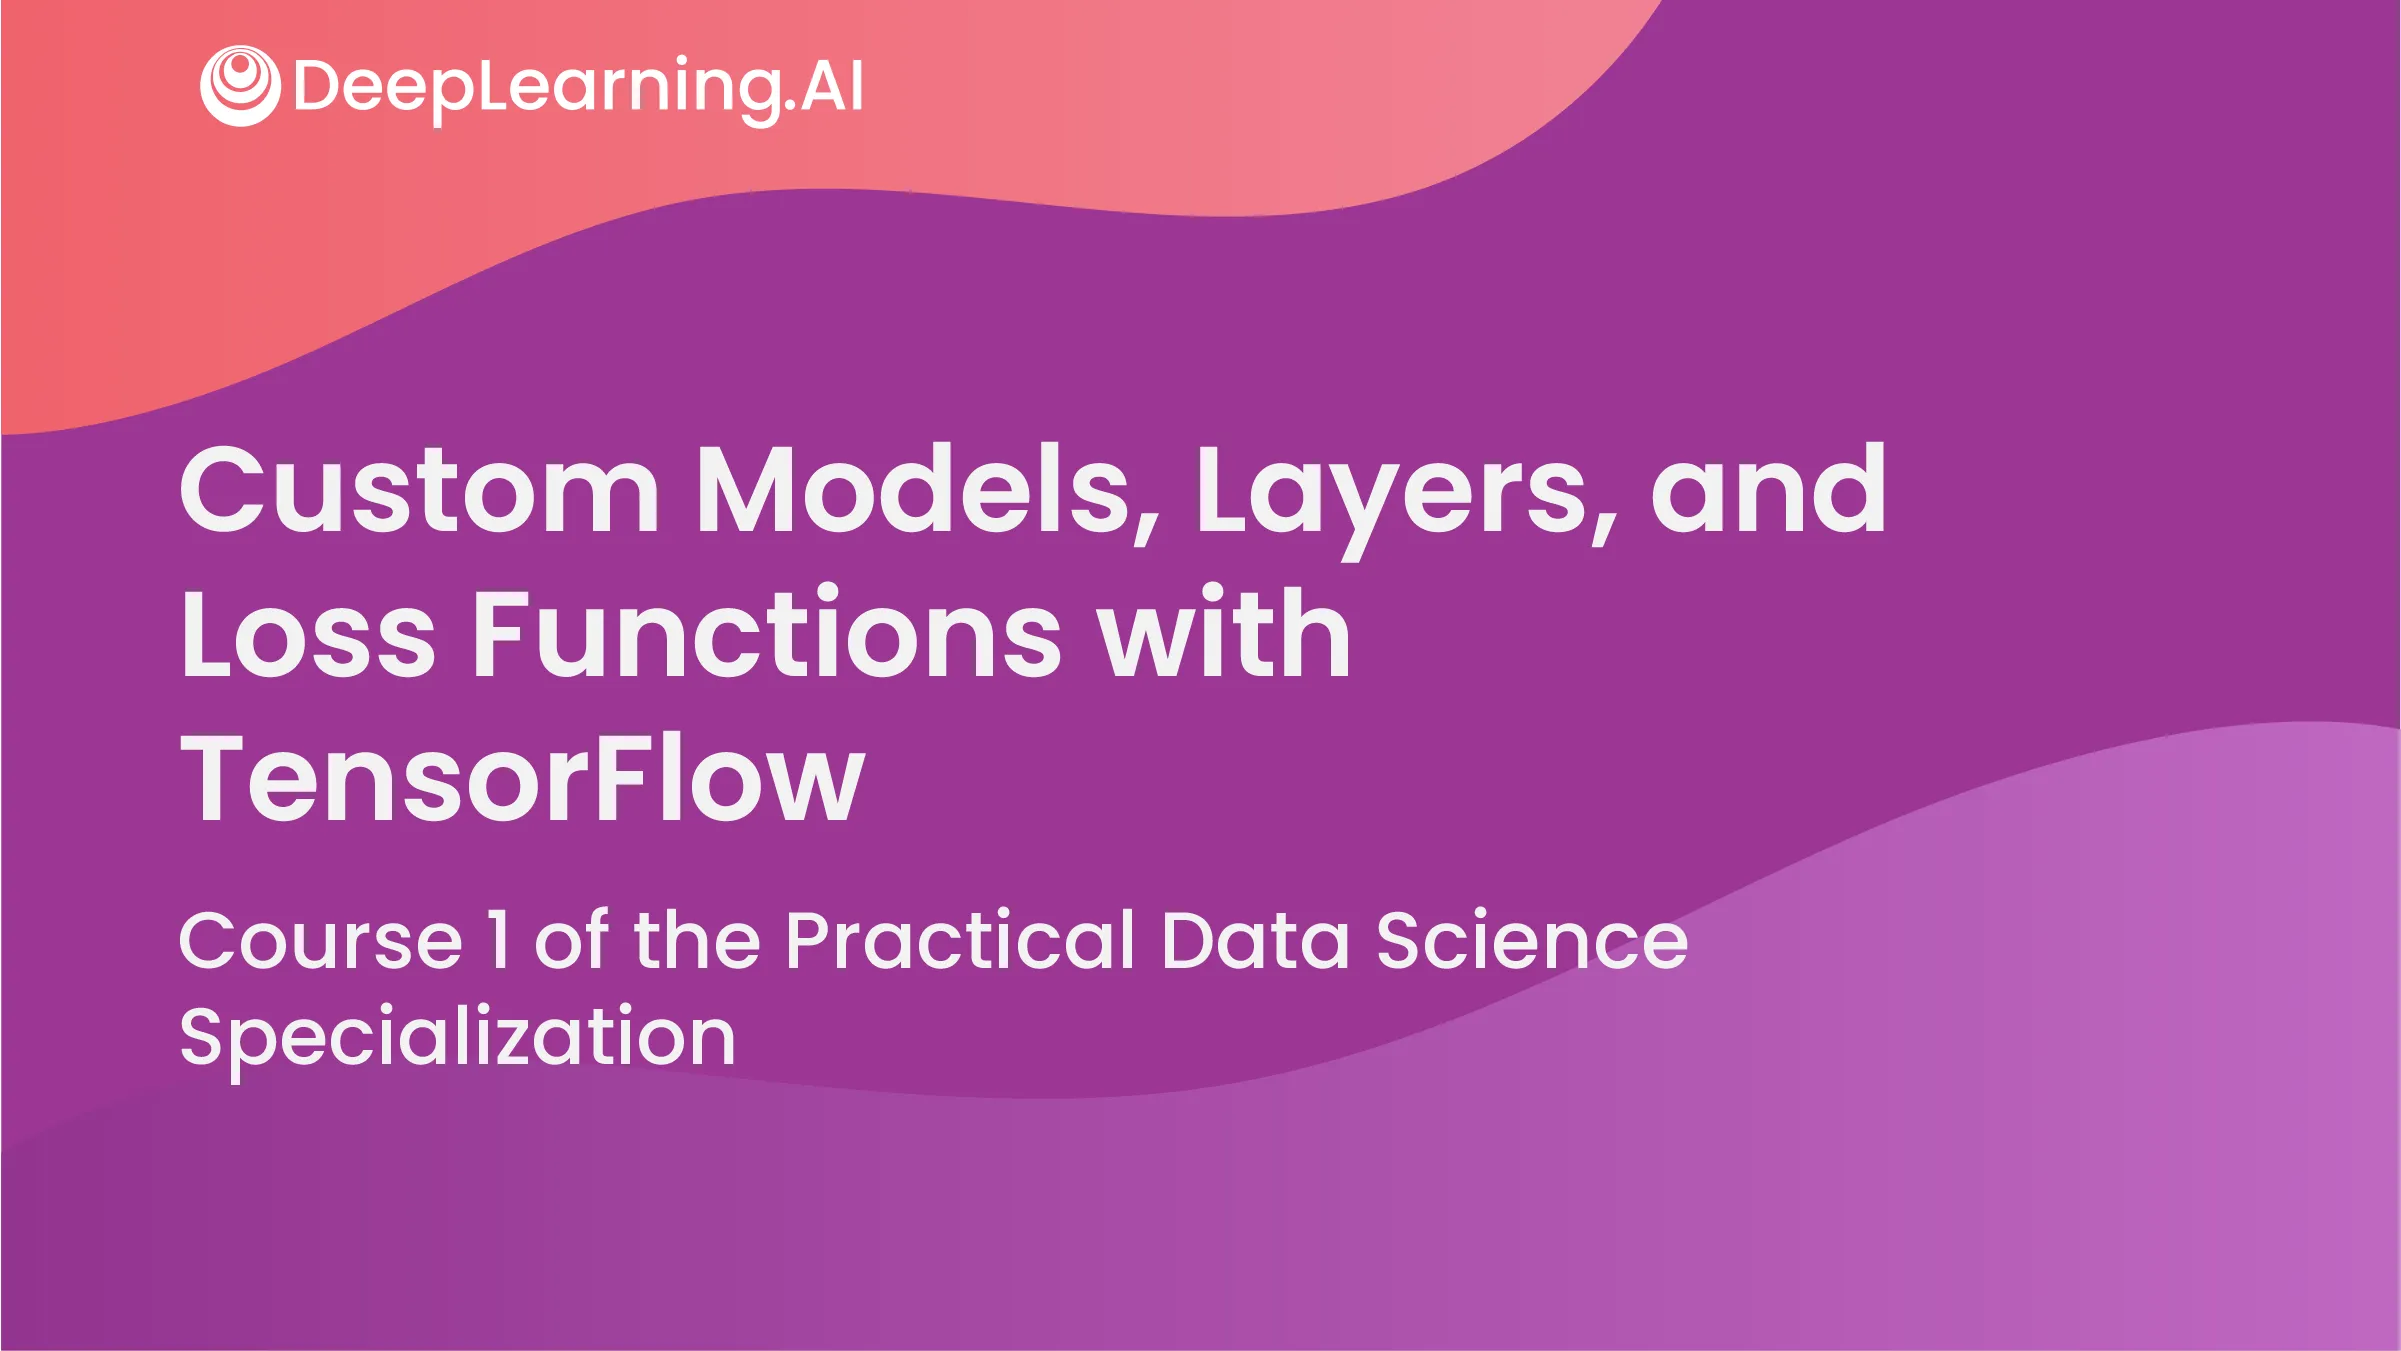 DeepLearning.AI
Custom Models, Layers, and
Loss Functions with
TensorFlow
Course 1 of the Practical Data Science
Specialization